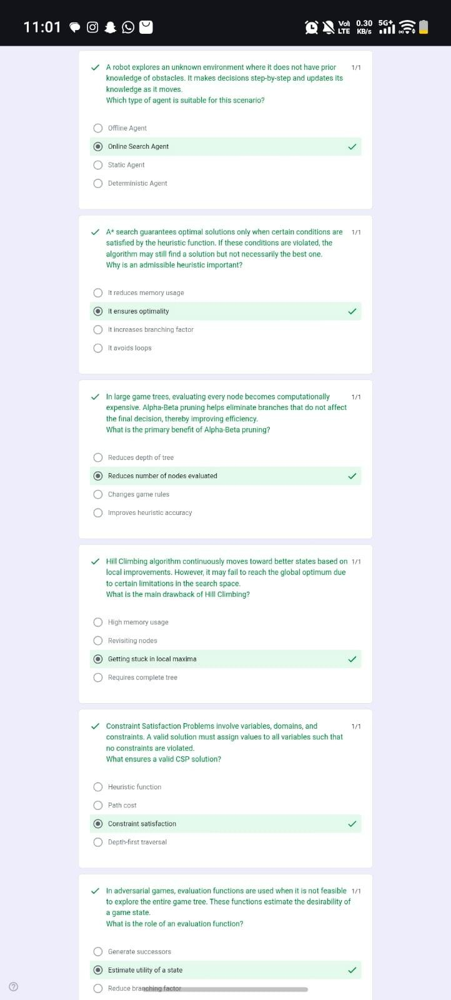 11:01
Vo))
LTE
0.30
KB/s
5G+
A robot explores an unknown environment where it does not have prior 1/1
knowledge of obstacles. It makes decisions step-by-step and updates its
knowledge as it moves.
Which type of agent is suitable for this scenario?
Offline Agent
Online Search Agent
Static Agent
Deterministic Agent
A* search guarantees optimal solutions only when certain conditions are 1/1
satisfied by the heuristic function. If these conditions are violated, the
algorithm may still find a solution but not necessarily the best one.
Why is an admissible heuristic important?
It reduces memory usage
It ensures optimality
It increases branching factor
It avoids loops
In large game trees, evaluating every node becomes computationally 1/1
expensive. Alpha-Beta pruning helps eliminate branches that do not affect
the final decision, thereby improving efficiency.
What is the primary benefit of Alpha-Beta pruning?
Reduces depth of tree
Reduces number of nodes evaluated
Changes game rules
Improves heuristic accuracy
Hill Climbing algorithm continuously moves toward better states based on 1/1
local improvements. However, it may fail to reach the global optimum due
to certain limitations in the search space.
What is the main drawback of Hill Climbing?
High memory usage
Revisiting nodes
Getting stuck in local maxima
Requires complete tree
Constraint Satisfaction Problems involve variables, domains, and 1/1
constraints. A valid solution must assign values to all variables such that
no constraints are violated.
What ensures a valid CSP solution?
Heuristic function
Path cost
Constraint satisfaction
Depth-first traversal
In adversarial games, evaluation functions are used when it is not feasible 1/1
to explore the entire game tree. These functions estimate the desirability of
a game state.
What is the role of an evaluation function?
Generate successors
Estimate utility of a state
Reduce branching factor